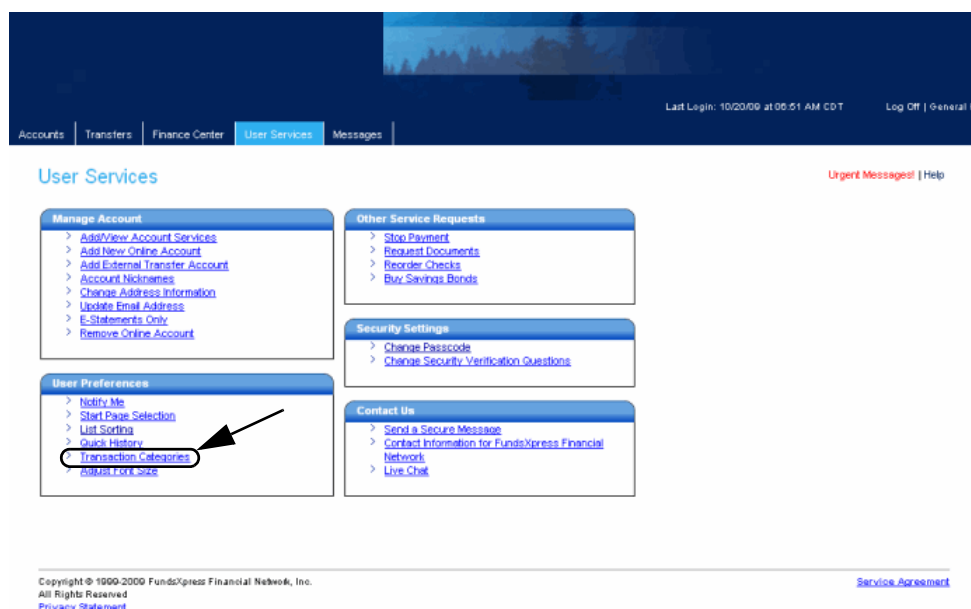 Last Login: 10/20/09 at 06:51 AM CDT Log Off | General
Accounts Transfers Finance Center User Services Messages
User Services
Urgent Messages! | Help
Manage Account
> Add/View Account Services
> Add New Online Account
> Add External Transfer Account
> Account Nicknames
> Change Address Information
> Update Email Address
> E-Statements Only
> Remove Online Account
User Preferences
> Notify Me
> Start Page Selection
> List Sorting
> Quick History
> Transaction Categories
> Adjust Font Size
Other Service Requests
> Stop Payment
> Request Documents
> Reorder Checks
> Buy Savings Bonds
Security Settings
> Change Passcode
> Change Security Verification Questions
Contact Us
> Send a Secure Message
> Contact Information for FundsXpress Financial
Network
> Live Chat
Copyright © 1999-2009 FundsXpress Financial Network, Inc.
All Rights Reserved
Privacy Statement
Service Agreement